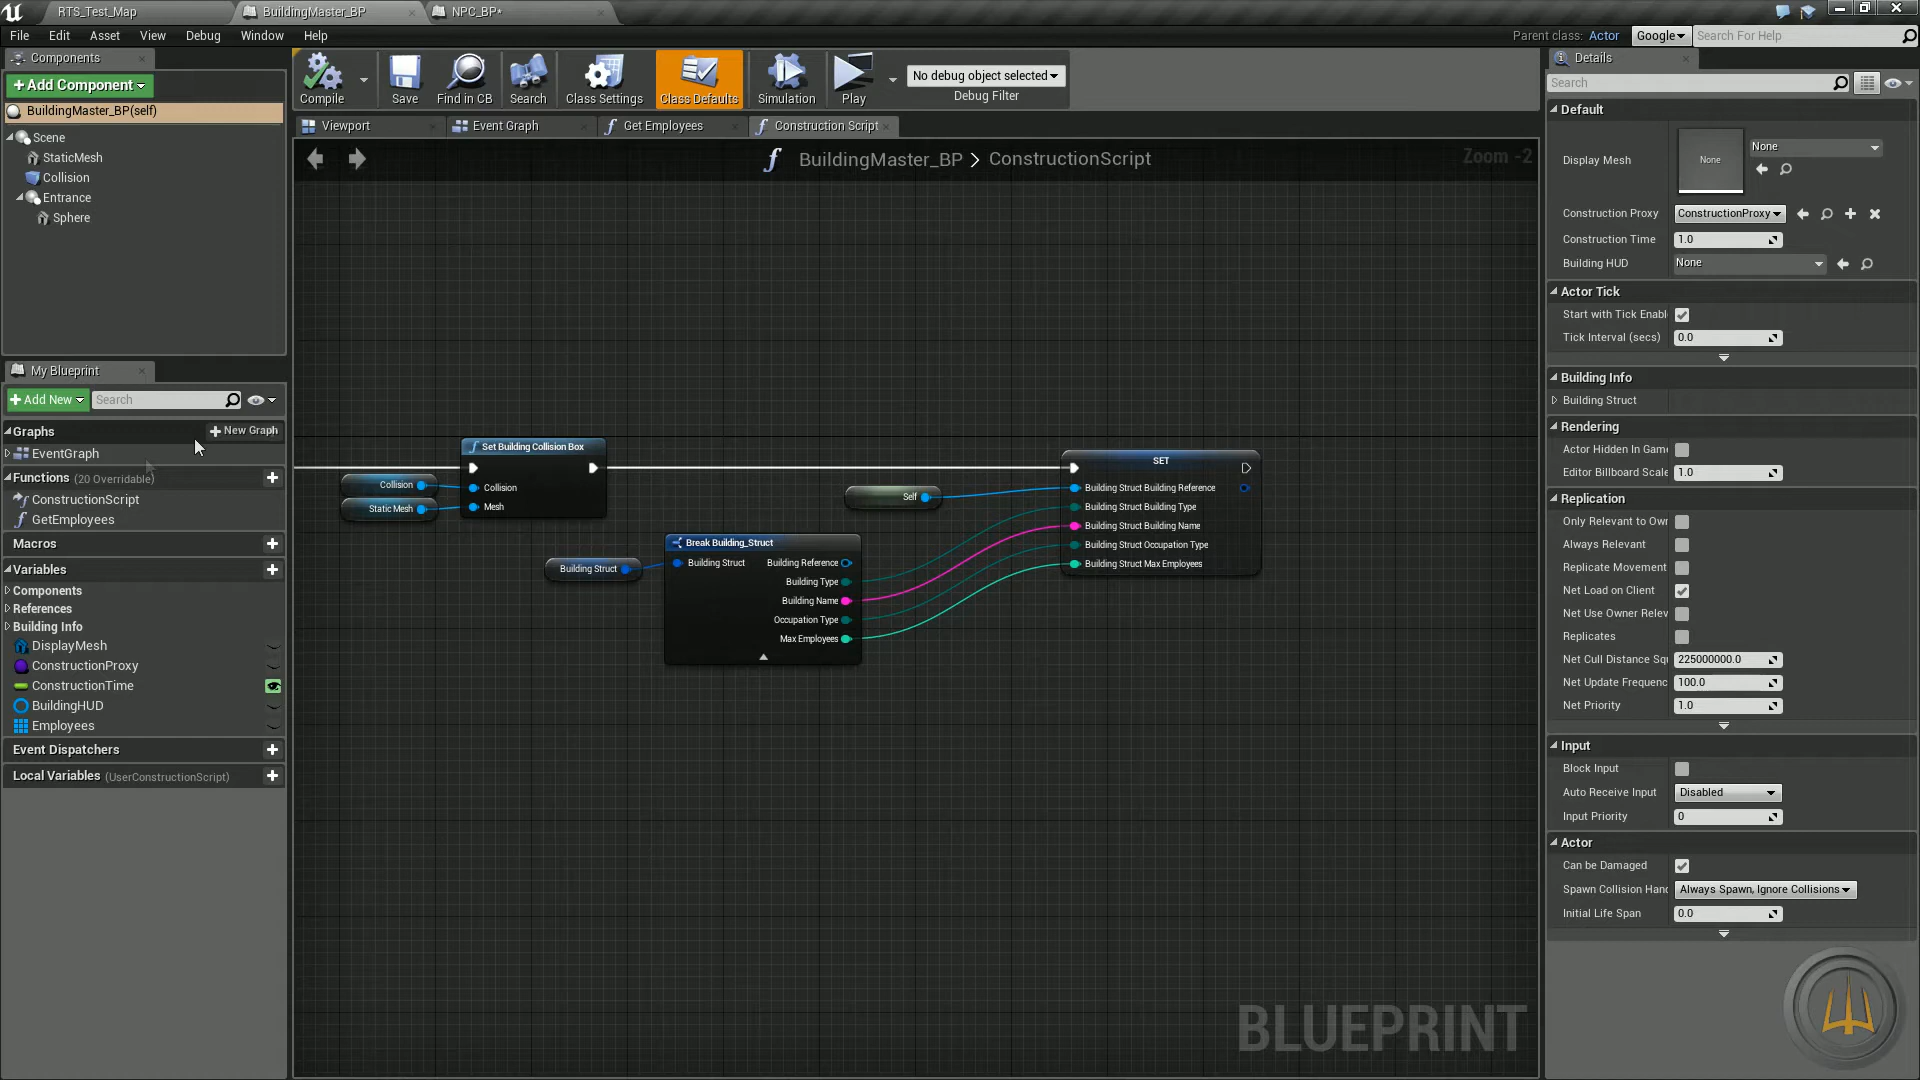 RTS_Test_Map
BuildingMaster_BP
NPC_BP*
File Edit Asset View Debug Window Help
Parent class: Actor
Google
Search For Help
Components
+Add Component
BuildingMaster_BP(self)
Scene
StaticMesh
Collision
Entrance
Sphere
Compile
Save
Find in CB
Search
Class Settings
Class Defaults
Simulation
Play
No debug object selected
Debug Filter
Viewport
Event Graph
Get Employees
Construction Script
BuildingMaster_BP > ConstructionScript
Zoom -2
My Blueprint
+Add New
Search
Graphs
+ New Graph
EventGraph
Functions (20 Overridable)
ConstructionScript
GetEmployees
Macros
Variables
Components
References
Building Info
DisplayMesh
ConstructionProxy
ConstructionTime
BuildingHUD
Employees
Event Dispatchers
Local Variables (UserConstructionScript)
Set Building Collision Box
Collision
Collision
Static Mesh
Mesh
Building Struct
Break Building_Struct
Building Struct
Building Reference
Building Type
Building Name
Occupation Type
Max Employees
Self
SET
Building Struct Building Reference
Building Struct Building Type
Building Struct Building Name
Building Struct Occupation Type
Building Struct Max Employees
BLUEPRINT
Details
Search
Default
Display Mesh
None
None
Construction Proxy
ConstructionProxy
Construction Time
1.0
Building HUD
None
Actor Tick
Start with Tick Enabl
Tick Interval (secs)
0.0
Building Info
Building Struct
Rendering
Actor Hidden In Game
Editor Billboard Scale
1.0
Replication
Only Relevant to Own
Always Relevant
Replicate Movement
Net Load on Client
Net Use Owner Relev
Replicates
Net Cull Distance Squ
225000000.0
Net Update Frequenc
100.0
Net Priority
1.0
Input
Block Input
Auto Receive Input
Disabled
Input Priority
0
Actor
Can be Damaged
Spawn Collision Hand
Always Spawn, Ignore Collisions
Initial Life Span
0.0